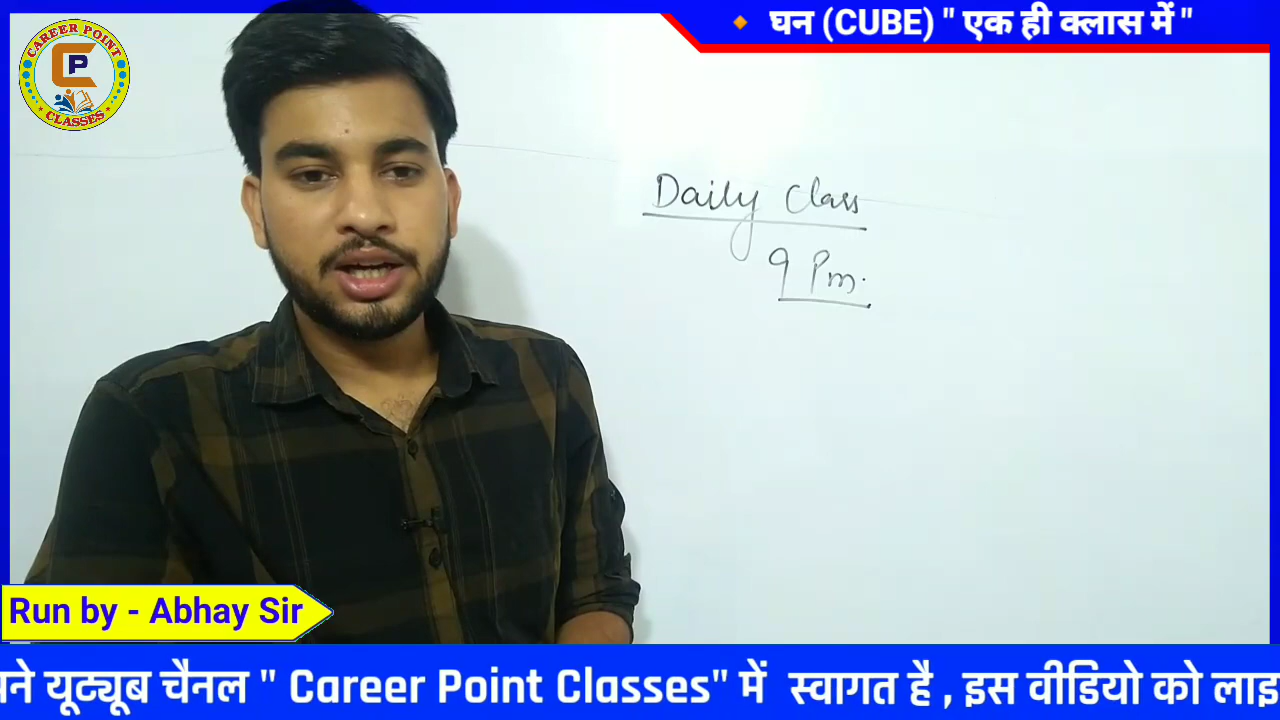 🔸 घन (CUBE) " एक ही क्लास में "
CAREER POINT
CP
CLASSES
Daily Class
9 Pm.
Run by - Abhay Sir
यूट्यूब चैनल " Career Point Classes" में स्वागत है , इस वीडियो को